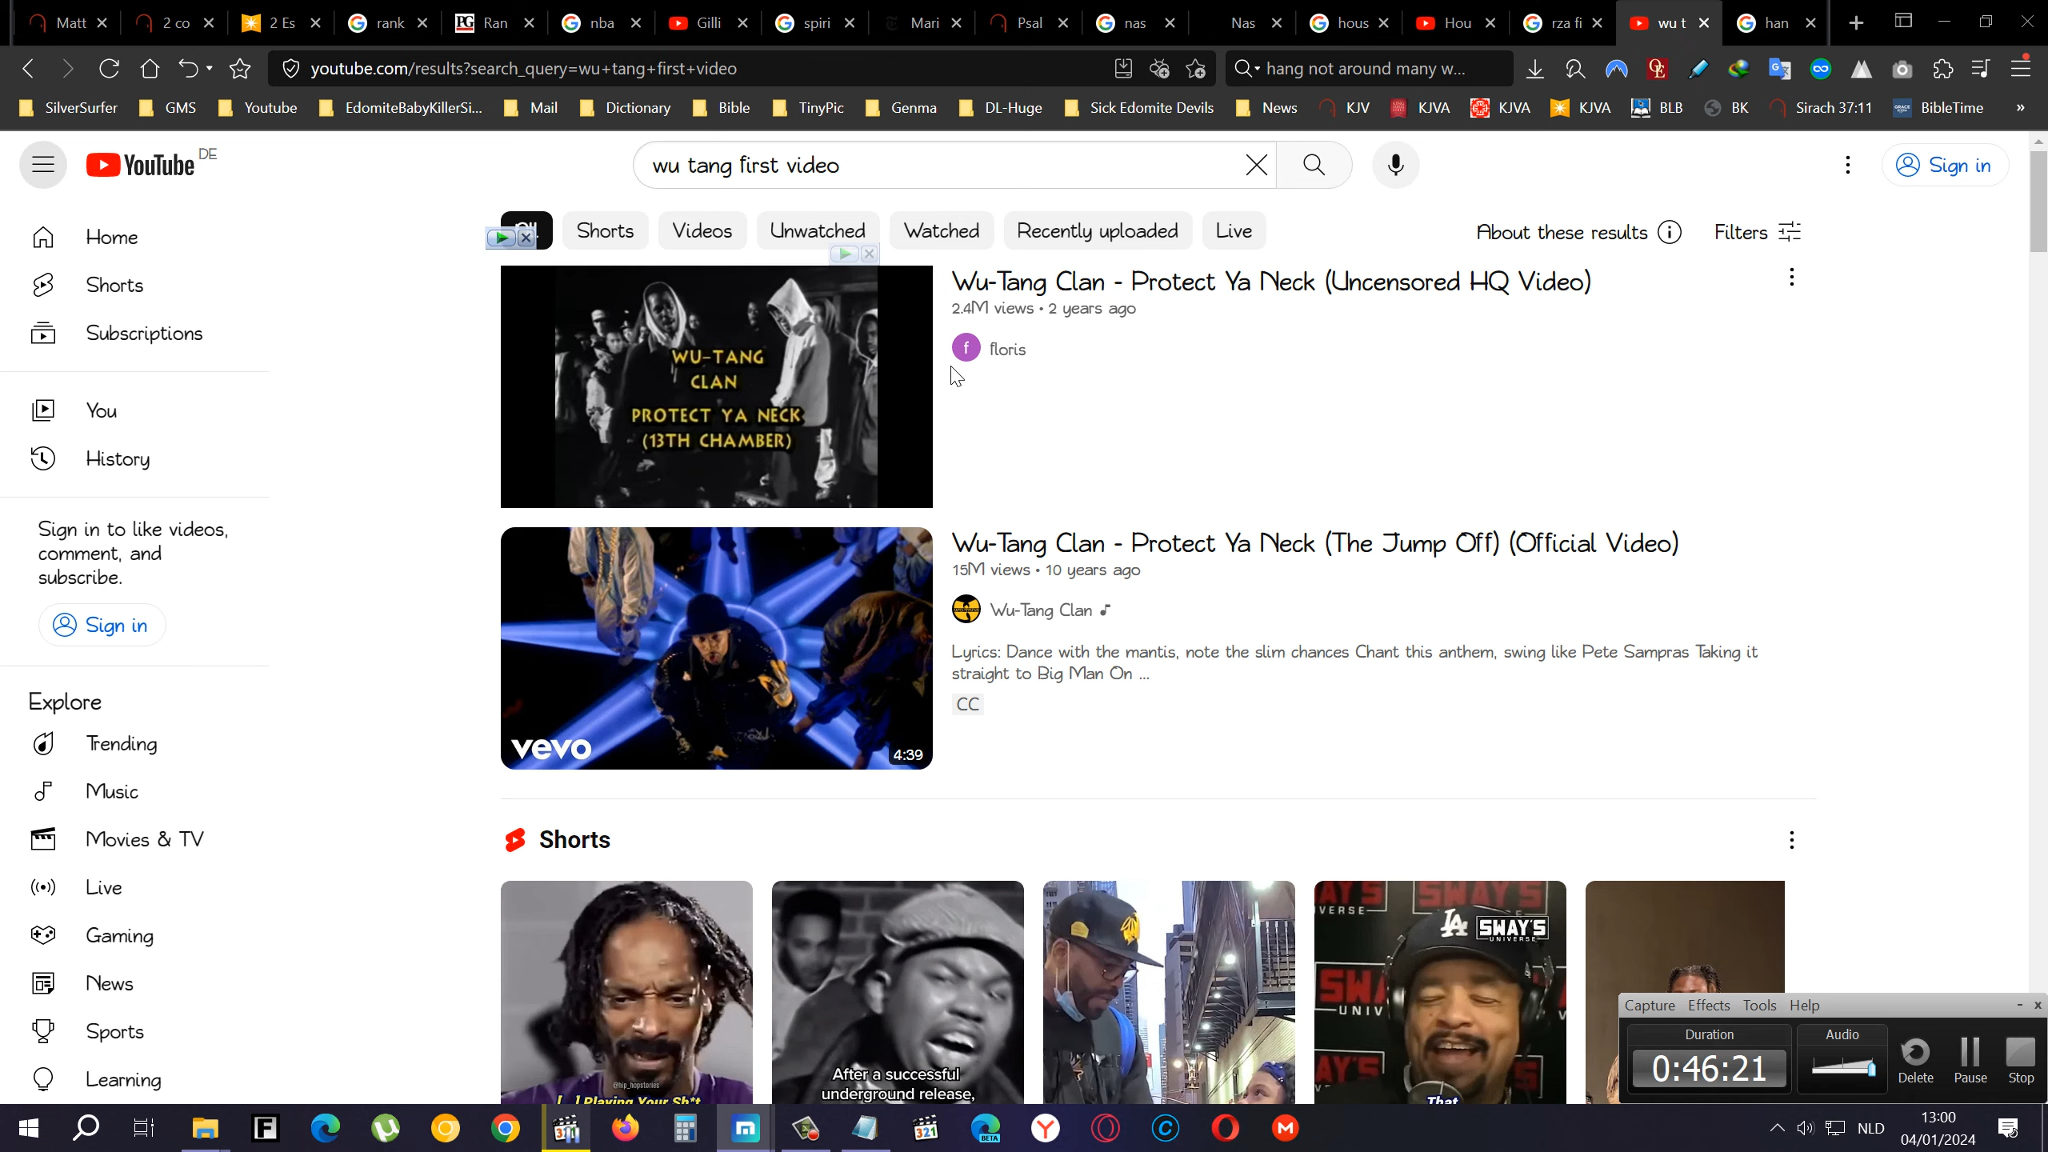 Matt
2 co
2 Es
rank
Ran
nba
Gilli
spiri
Mari
Psal
nas
Nas
hous
Hou
rza fi
wu t
han
youtube.com/results?search_query=wu+tang+first+video
hang not around many w...
SilverSurfer
GMS
Youtube
EdomiteBabyKillerSi...
Mail
Dictionary
Bible
TinyPic
Genma
DL-Huge
Sick Edomite Devils
News
KJV
KJVA
KJVA
KJVA
BLB
BK
Sirach 37:11
BibleTime
»
YouTube DE
wu tang first video
Sign in
Shorts
Videos
Unwatched
Watched
Recently uploaded
Live
About these results
Filters
Home
Shorts
Subscriptions
You
History
Sign in to like videos,
comment, and
subscribe.
Sign in
Explore
Trending
Music
Movies & TV
Live
Gaming
News
Sports
Learning
WU-TANG
CLAN
PROTECT YA NECK
(13TH CHAMBER)
Wu-Tang Clan - Protect Ya Neck (Uncensored HQ Video)
2.4M views • 2 years ago
f
floris
vevo
4:39
Wu-Tang Clan - Protect Ya Neck (The Jump Off) (Official Video)
15M views • 10 years ago
Wu-Tang Clan
Lyrics: Dance with the mantis, note the slim chances Chant this anthem, swing like Pete Sampras Taking it
straight to Big Man On ...
CC
Shorts
@hip_hopstories
[...] Playing Your Sh*t
After a successful
underground release,
SWAY'S
UNIVERSE
LA
That
Capture Effects Tools Help
Duration
Audio
0:46:21
Delete
Pause
Stop
NLD
13:00
04/01/2024